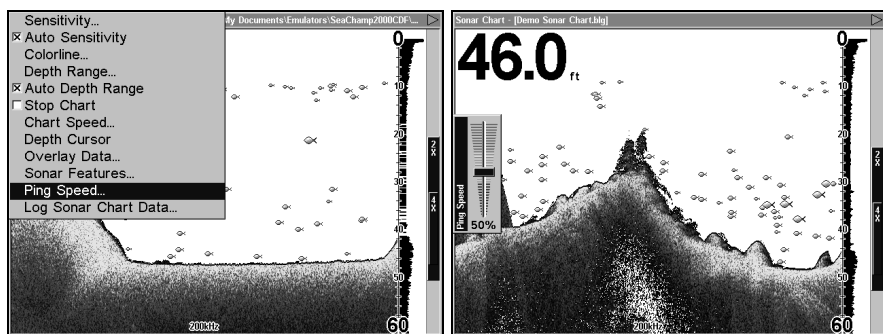 Sensitivity...
Auto Sensitivity
Colorline...
Depth Range...
Auto Depth Range
Stop Chart
Chart Speed...
Depth Cursor
Overlay Data...
Sonar Features...
Ping Speed...
Log Sonar Chart Data...
My Documents\Emulators\SeaChamp2000CDF\...
0
10
20
30
40
50
60
2X
4X
200kHz
Sonar Chart - [Demo Sonar Chart.blg]
46.0 ft
Ping Speed
50%
0
10
20
30
40
50
60
2X
4X
200kHz